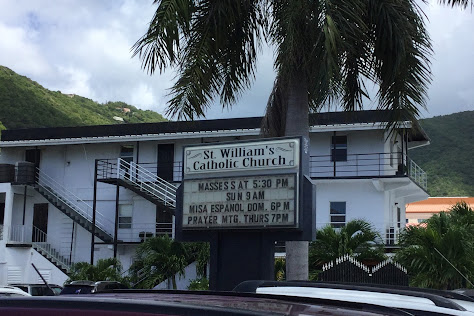 St. William's
Catholic Church
MASSES S AT 5:30 PM
SUN 9 AM
MISA ESPANOL DOM. 6PM
PRAYER MTG. THURS 7PM